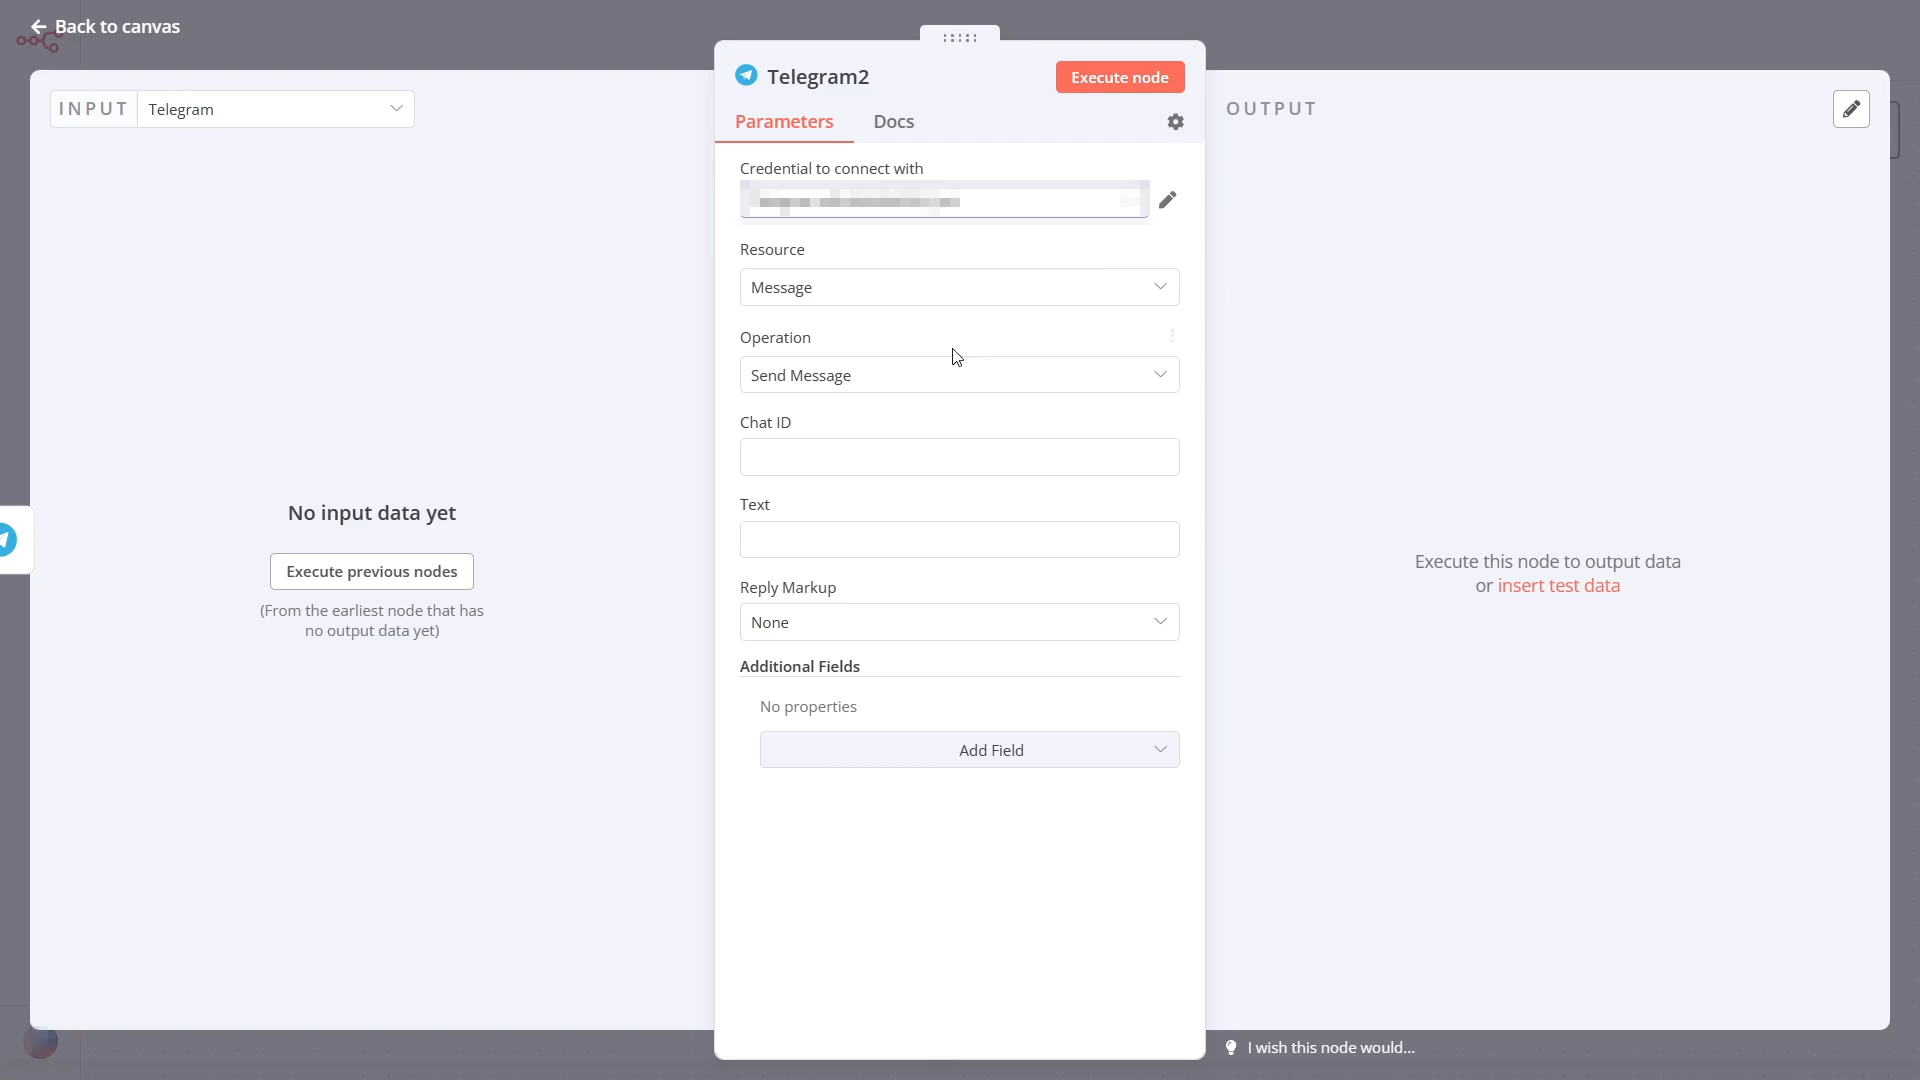 Back to canvas
INPUT
Telegram
No input data yet
Execute previous nodes
(From the earliest node that has
no output data yet)
Telegram2
Execute node
Parameters
Docs
Credential to connect with
Resource
Message
Operation
Send Message
Chat ID
Text
Reply Markup
None
Additional Fields
No properties
Add Field
OUTPUT
Execute this node to output data
or insert test data
I wish this node would...